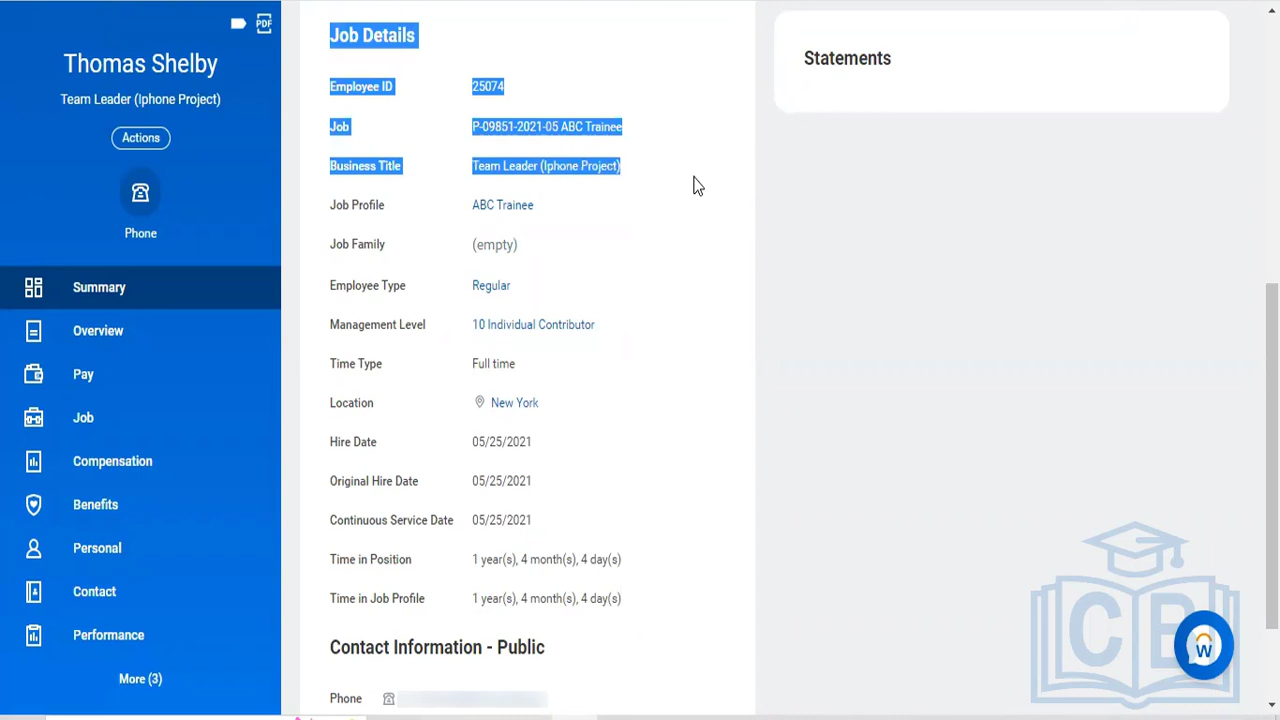 PDF
Thomas Shelby
Team Leader (Iphone Project)
Actions
Phone
Summary
Overview
Pay
Job
Compensation
Benefits
Personal
Contact
Performance
More (3)
Job Details
Employee ID 25074
Job P-09851-2021-05 ABC Trainee
Business Title Team Leader (Iphone Project)
Job Profile ABC Trainee
Job Family (empty)
Employee Type Regular
Management Level 10 Individual Contributor
Time Type Full time
Location New York
Hire Date 05/25/2021
Original Hire Date 05/25/2021
Continuous Service Date 05/25/2021
Time in Position 1 year(s), 4 month(s), 4 day(s)
Time in Job Profile 1 year(s), 4 month(s), 4 day(s)
Contact Information - Public
Phone
Statements
CB
W